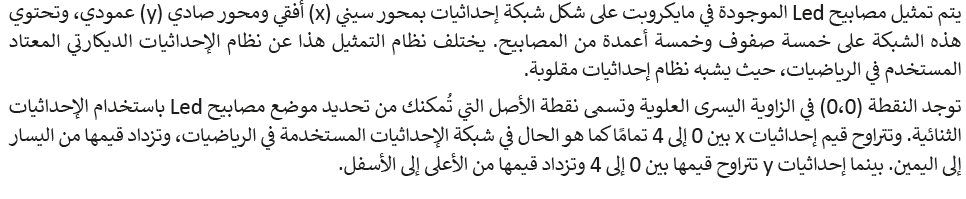 يتم تمثيل مصابيح Led الموجودة في مايكروبت على شكل شبكة إحداثيات بمحور سيني (x) أفقي ومحور صادي (y) عمودي، وتحتوي
هذه الشبكة على خمسة صفوف وخمسة أعمدة من المصابيح. يختلف نظام التمثيل هذا عن نظام الإحداثيات الديكارتي المعتاد
المستخدم في الرياضيات، حيث يشبه نظام إحداثيات مقلوبة.
توجد النقطة (0،0) في الزاوية اليسرى العلوية وتسمى نقطة الأصل التي تُمكنك من تحديد موضع مصابيح Led باستخدام الإحداثيات
الثنائية. وتتراوح قيم إحداثيات x بين 0 إلى 4 تمامًا كما هو الحال في شبكة الإحداثيات المستخدمة في الرياضيات، وتزداد قيمها من اليسار
إلى اليمين. بينما إحداثيات y تتراوح قيمها بين 0 إلى 4 وتزداد قيمها من الأعلى إلى الأسفل.